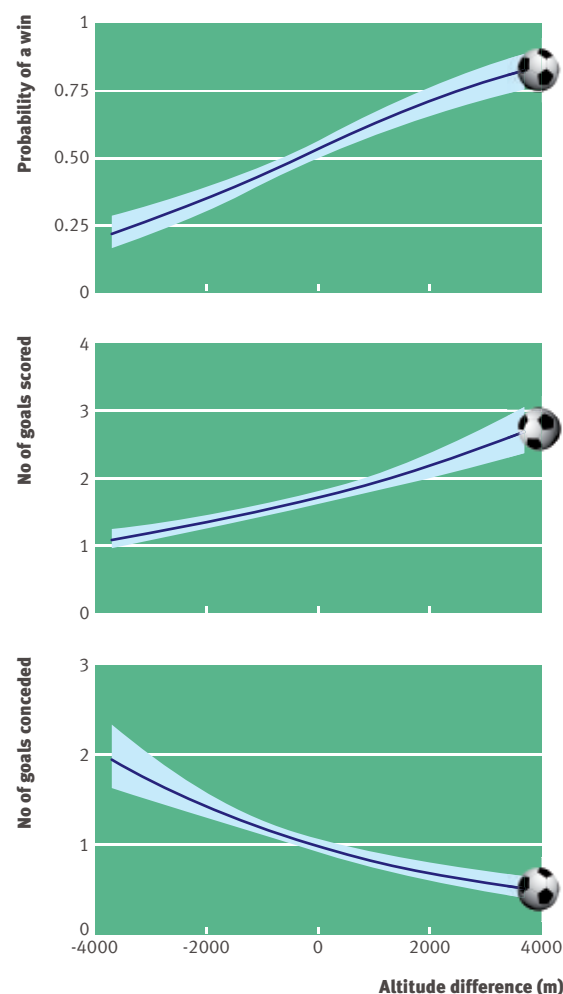 Probability of a win
1
0.75
0.50
0.25
0
No of goals scored
4
3
2
1
0
No of goals conceded
3
2
1
0
-4000 -2000 0 2000 4000
Altitude difference (m)